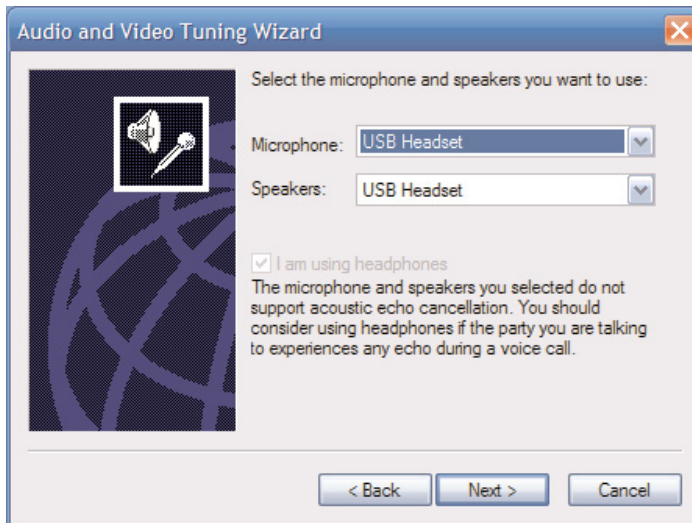 Audio and Video Tuning Wizard
Select the microphone and speakers you want to use:
Microphone: USB Headset
Speakers: USB Headset
I am using headphones
The microphone and speakers you selected do not
support acoustic echo cancellation. You should
consider using headphones if the party you are talking
to experiences any echo during a voice call.
< Back Next > Cancel